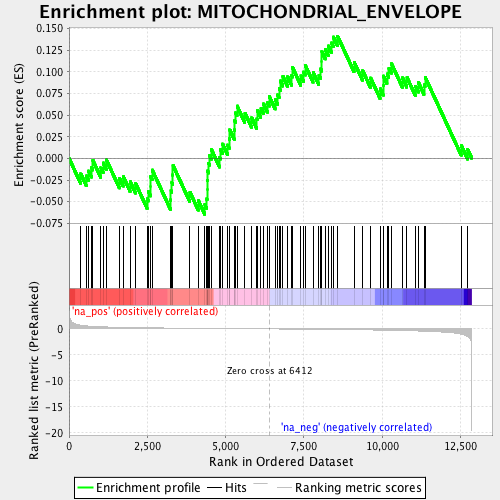 Enrichment plot: MITOCHONDRIAL_ENVELOPE
Enrichment score (ES)
0.150
0.125
0.100
0.075
0.050
0.025
0.000
-0.025
-0.050
-0.075
'na_pos' (positively correlated)
Ranked list metric (PreRanked)
0
-5
-10
-15
-20
Zero cross at 6412
'na_neg' (negatively correlated)
0
2,500
5,000
7,500
10,000
12,500
Rank in Ordered Dataset
Enrichment profile
Hits
Ranking metric scores